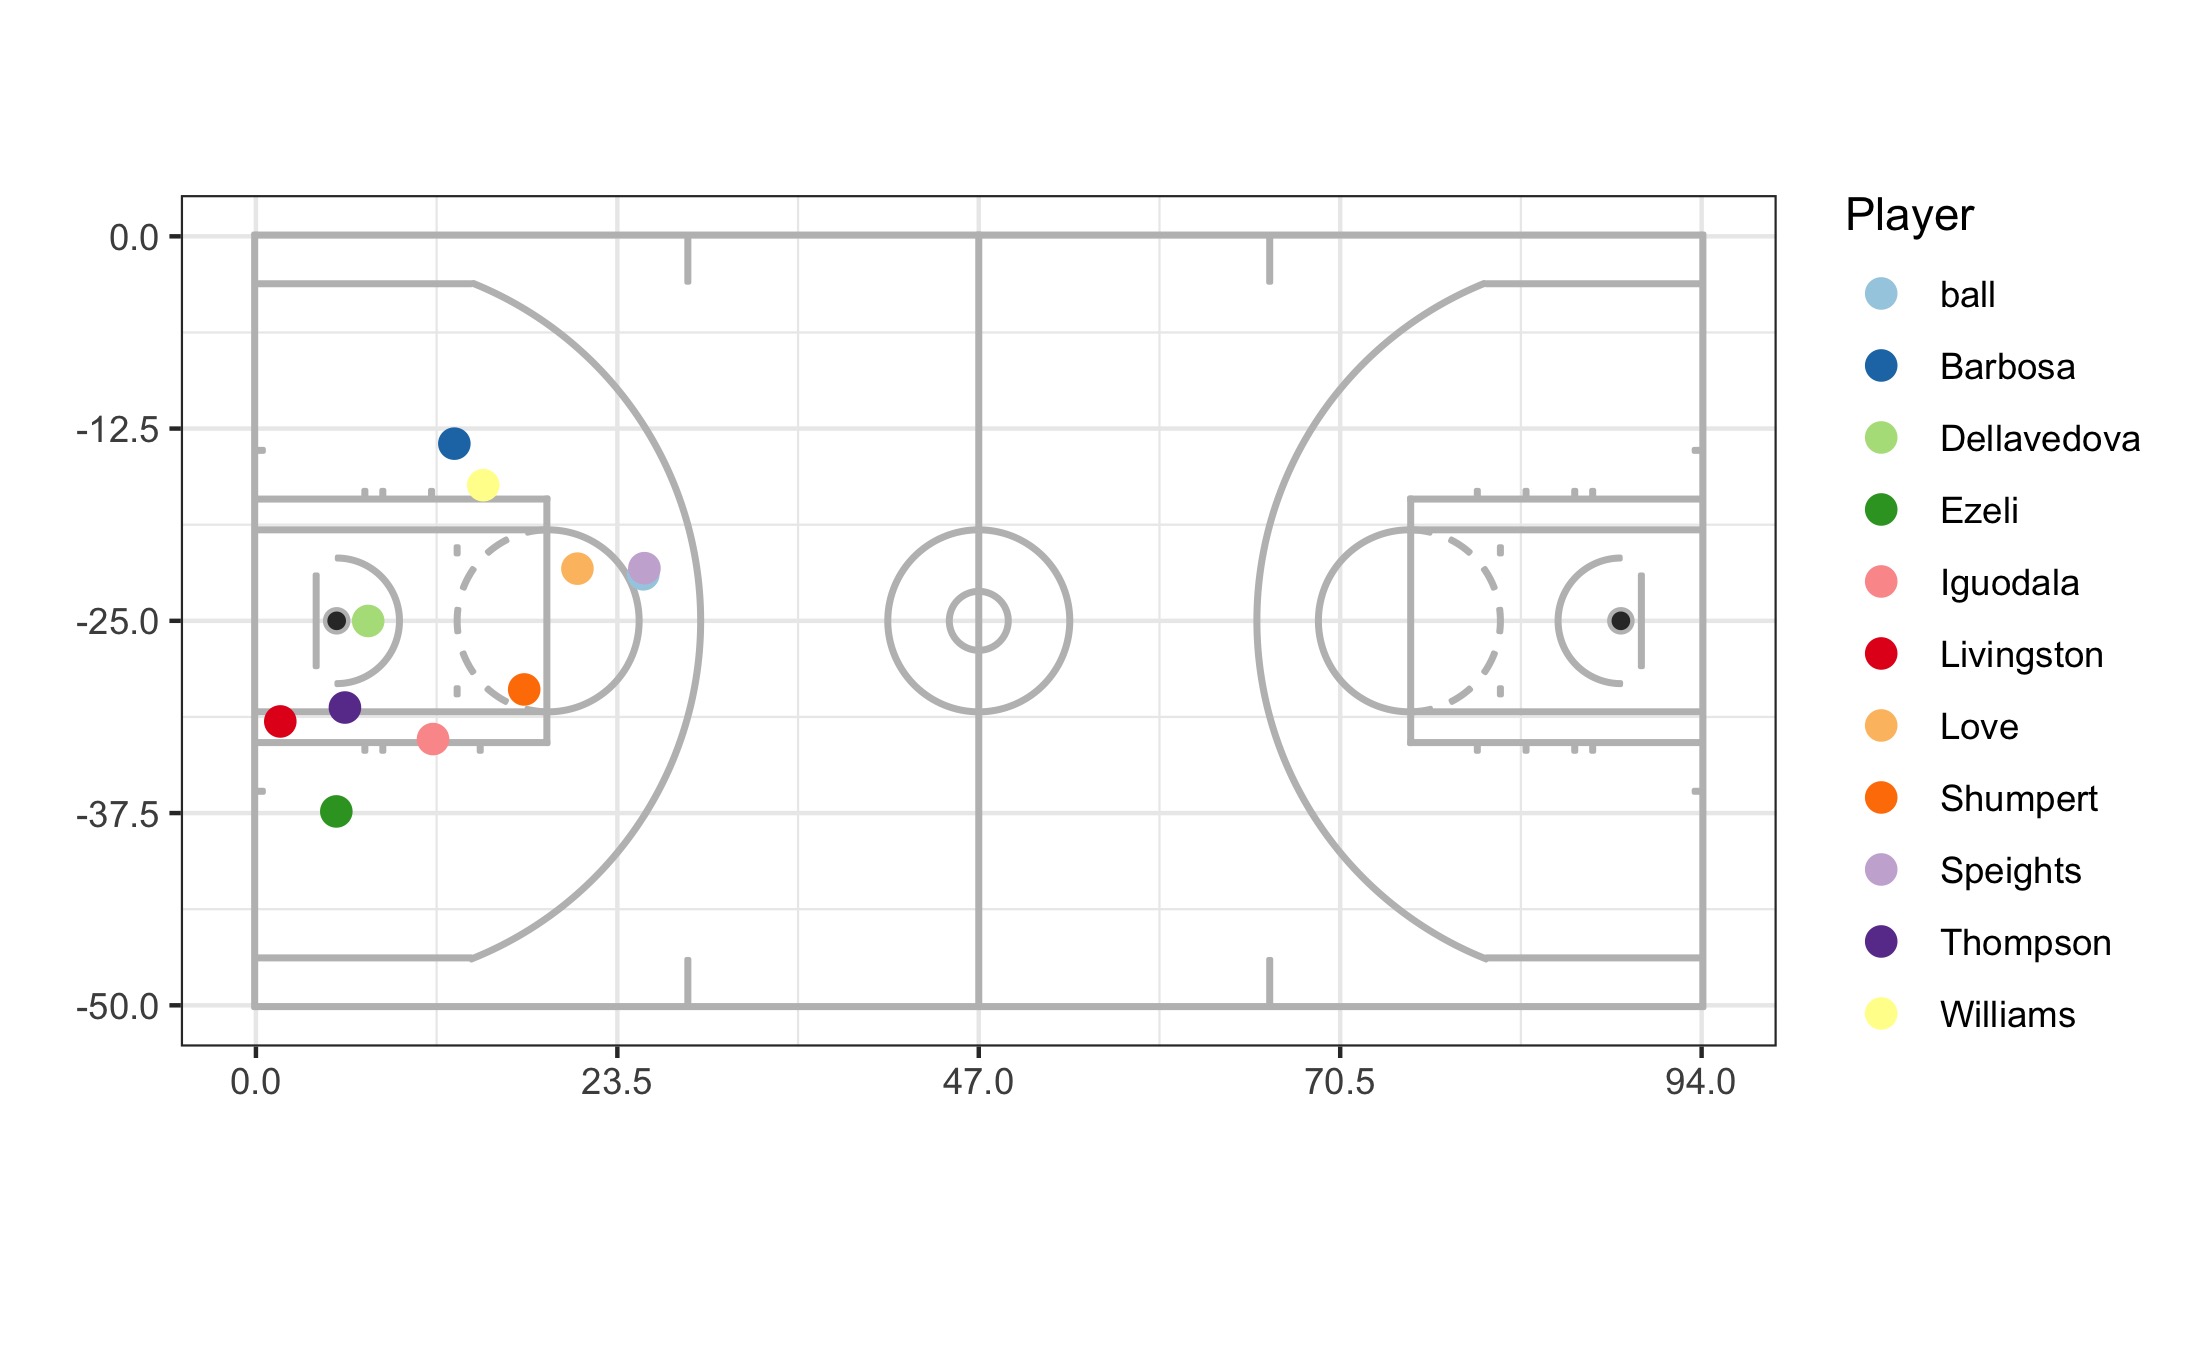 0.0
-12.5
-25.0
-37.5
-50.0
0.0 23.5 47.0 70.5 94.0
Player
ball
Barbosa
Dellavedova
Ezeli
Iguodala
Livingston
Love
Shumpert
Speights
Thompson
Williams